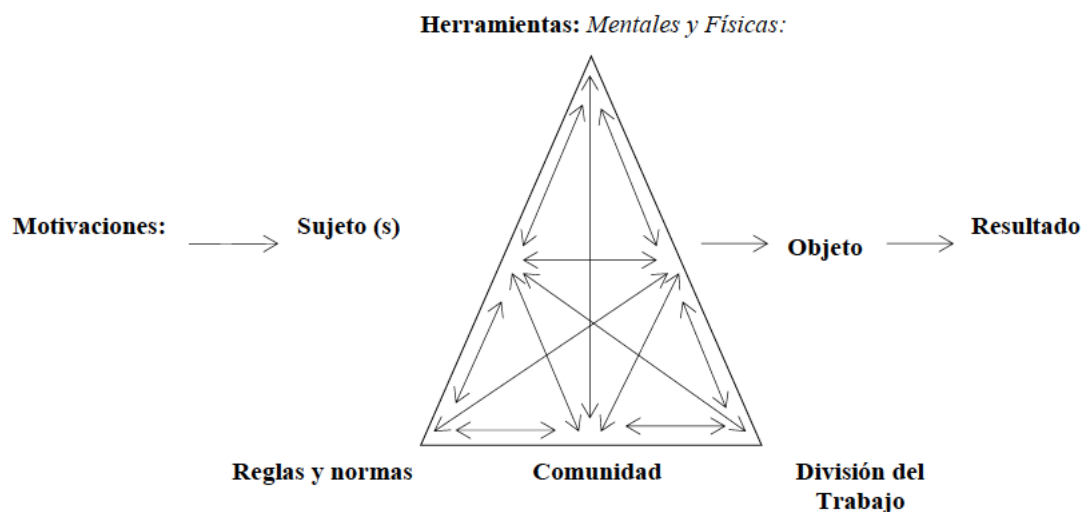 Herramientas: Mentales y Físicas:
Motivaciones:
Sujeto (s)
Objeto
Resultado
Reglas y normas
Comunidad
División del
Trabajo